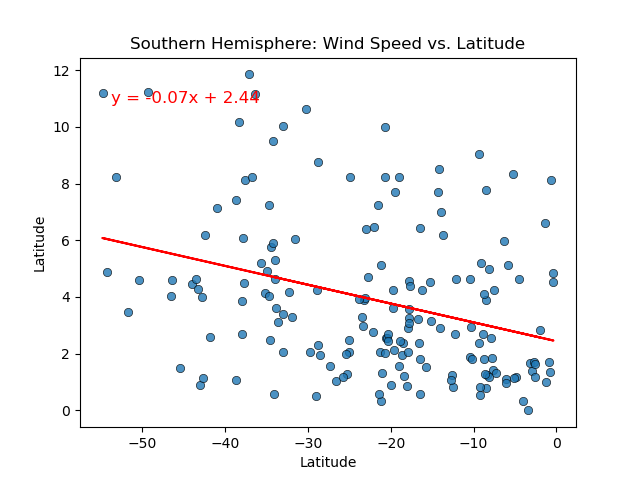 Southern Hemisphere: Wind Speed vs. Latitude
12
y = -0.07x + 2.44
10
8
6
4
2
0
Latitude
−50 −40 −30 −20 −10 0
Latitude